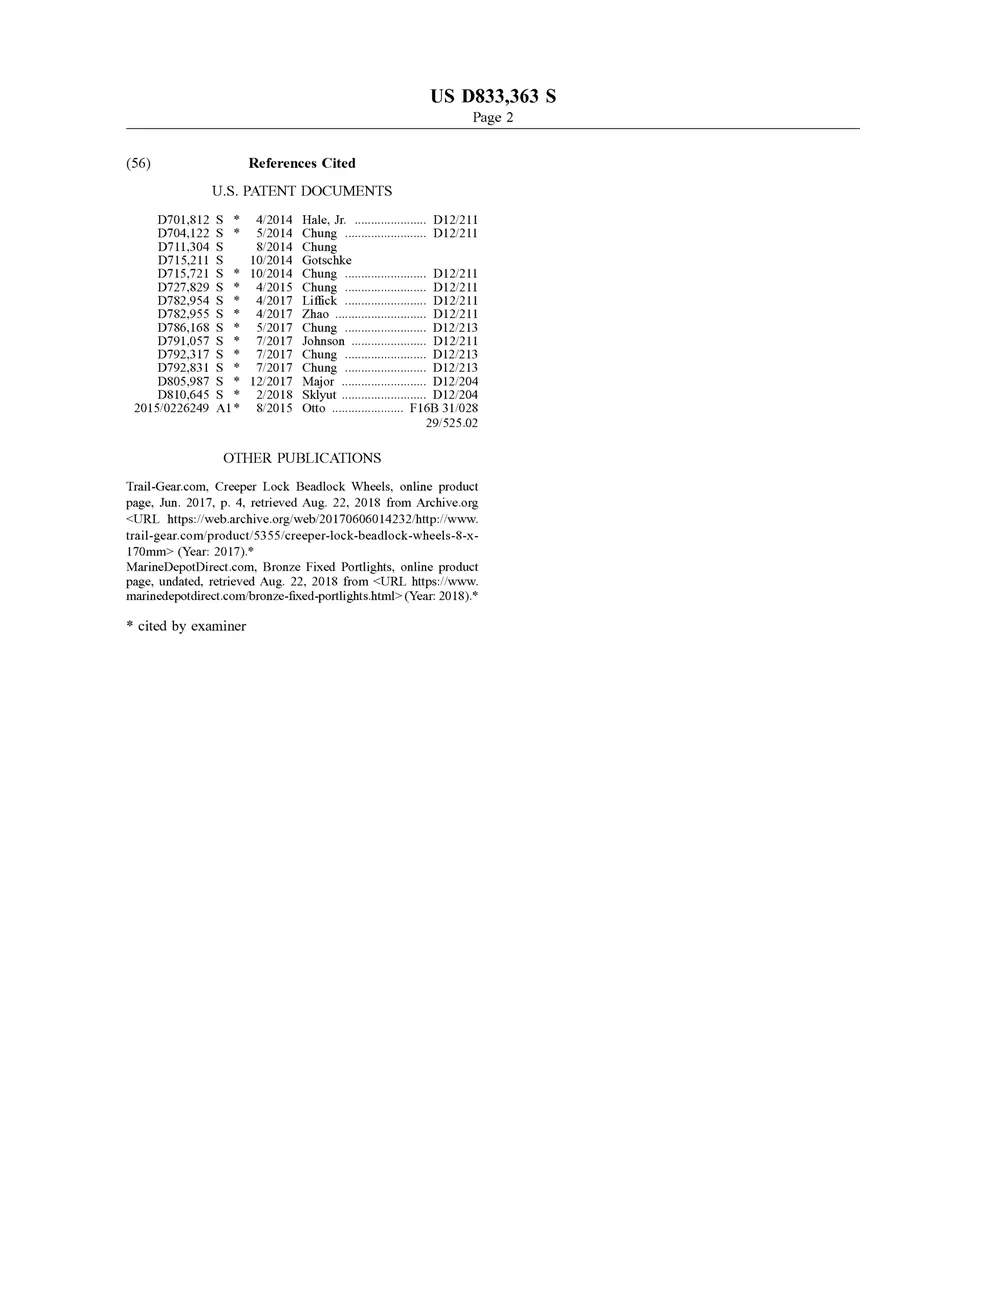 US D833,363 S
Page 2
(56) References Cited
U.S. PATENT DOCUMENTS
D701,812 S * 4/2014 Hale, Jr. ...................... D12/211
D704,122 S * 5/2014 Chung ......................... D12/211
D711,304 S 8/2014 Chung
D715,211 S 10/2014 Gotschke
D715,721 S * 10/2014 Chung ......................... D12/211
D727,829 S * 4/2015 Chung ......................... D12/211
D782,954 S * 4/2017 Liffick ......................... D12/211
D782,955 S * 4/2017 Zhao ............................ D12/211
D786,168 S * 5/2017 Chung ......................... D12/213
D791,057 S * 7/2017 Johnson ....................... D12/211
D792,317 S * 7/2017 Chung ......................... D12/213
D792,831 S * 7/2017 Chung ......................... D12/213
D805,987 S * 12/2017 Major .......................... D12/204
D810,645 S * 2/2018 Sklyut .......................... D12/204
2015/0226249 A1* 8/2015 Otto ...................... F16B 31/028
29/525.02
OTHER PUBLICATIONS
Trail-Gear.com, Creeper Lock Beadlock Wheels, online product
page, Jun. 2017, p. 4, retrieved Aug. 22, 2018 from Archive.org
<URL https://web.archive.org/web/20170606014232/http://www.
trail-gear.com/product/5355/creeper-lock-beadlock-wheels-8-x-
170mm> (Year: 2017).*
MarineDepotDirect.com, Bronze Fixed Portlights, online product
page, undated, retrieved Aug. 22, 2018 from <URL https://www.
marinedepotdirect.com/bronze-fixed-portlights.html> (Year: 2018).*
* cited by examiner